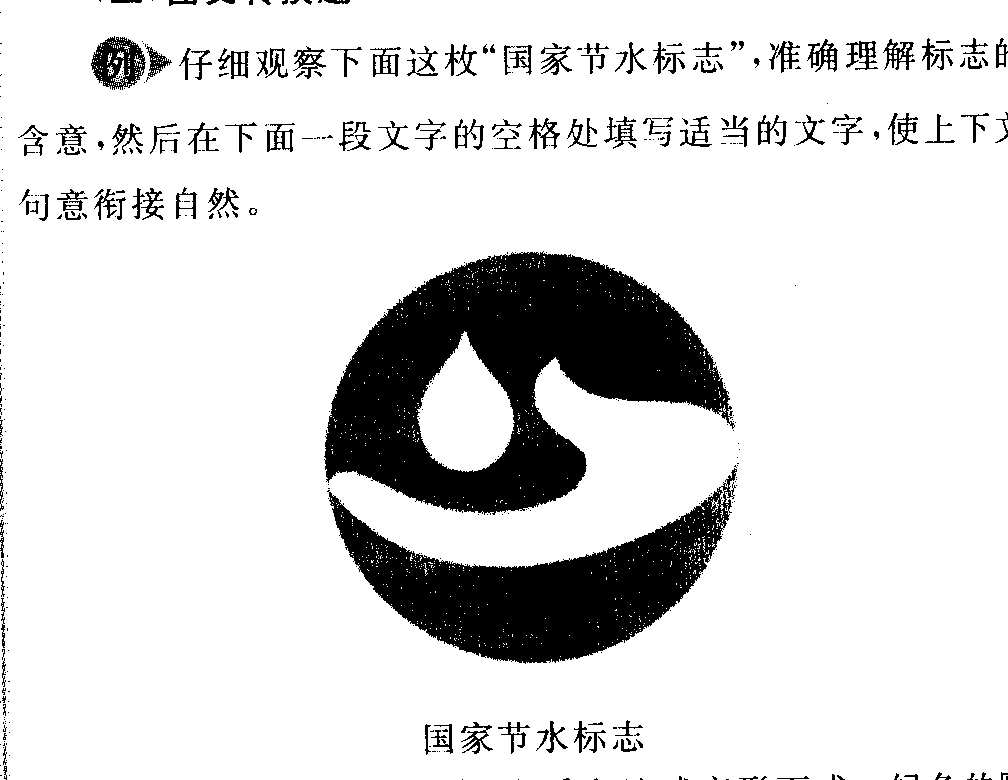 例 仔细观察下面这枚“国家节水标志”,准确理解标志的
含意,然后在下面一段文字的空格处填写适当的文字,使上下文
句意衔接自然。
国家节水标志